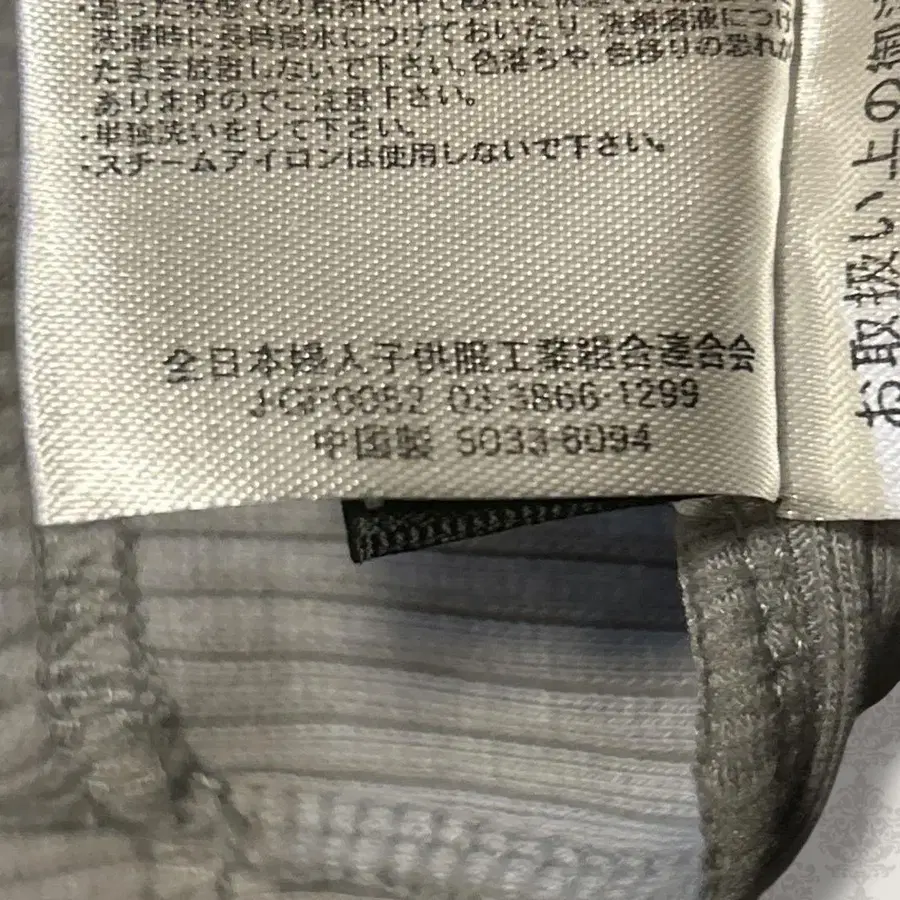 洗濯時に長時間水につけておいたり、洗剤溶液につけ
たまま放置しないで下さい。色落ちや、色移りの恐れが
ありますのでご注意下さい。
・単独洗いをして下さい。
・スチームアイロンは使用しないで下さい。
全日本婦人子供服工業組合連合会
J-CF0052 03-3866-1299
中国製 S033-6094
お取扱い上の御